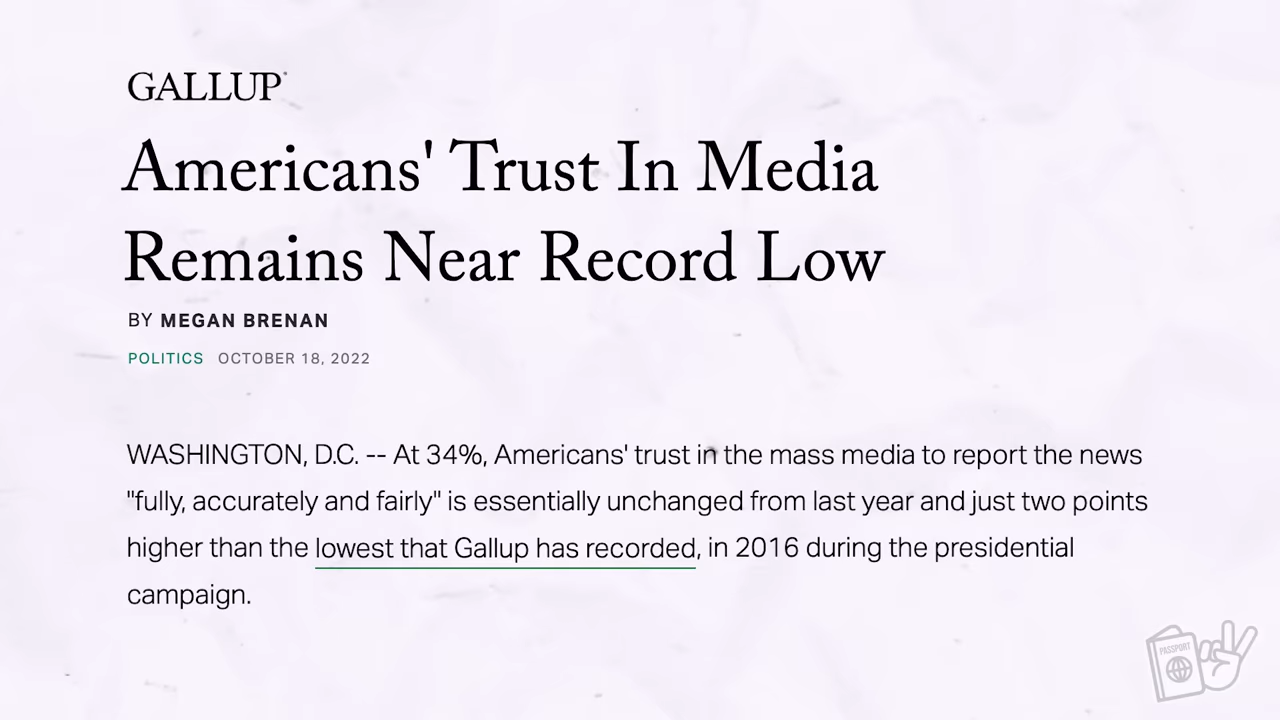 GALLUP
Americans' Trust In Media
Remains Near Record Low
BY MEGAN BRENAN
POLITICS OCTOBER 18, 2022
WASHINGTON, D.C. -- At 34%, Americans' trust in the mass media to report the news
"fully, accurately and fairly" is essentially unchanged from last year and just two points
higher than the lowest that Gallup has recorded, in 2016 during the presidential
campaign.
PASSPORT